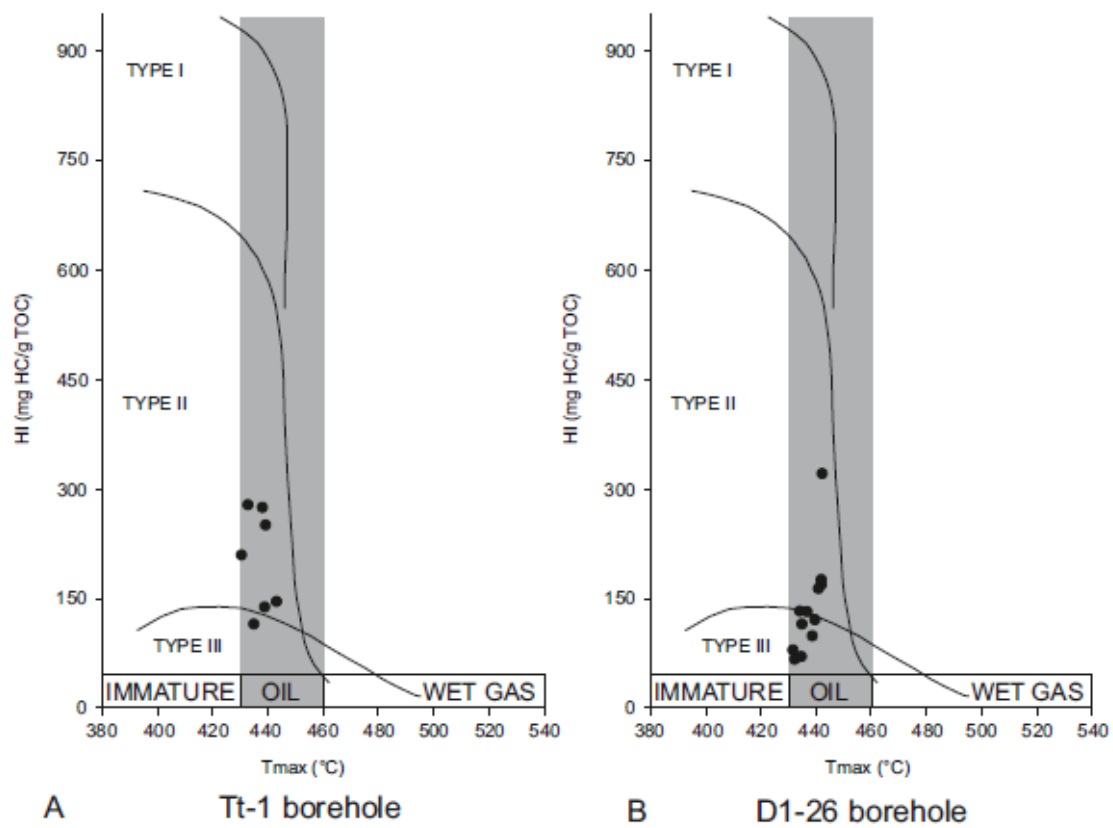 900
TYPE I
750
600
HI (mg HC/g TOC)
450
TYPE II
300
150
TYPE III
IMMATURE OIL WET GAS
0
380 400 420 440 460 480 500 520 540
Tmax (°C)
A Tt-1 borehole
900
TYPE I
750
600
HI (mg HC/g TOC)
450
TYPE II
300
150
TYPE III
IMMATURE OIL WET GAS
0
380 400 420 440 460 480 500 520 540
Tmax (°C)
B D1-26 borehole